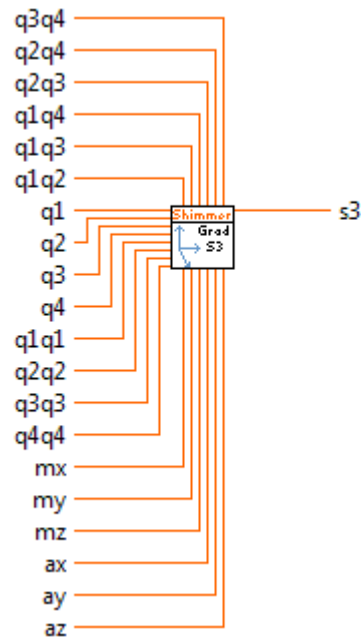 q3q4
q2q4
q2q3
q1q4
q1q3
q1q2
q1
s3
Shimmer
Grad
S3
q2
q3
q4
q1q1
q2q2
q3q3
q4q4
mx
my
mz
ax
ay
az